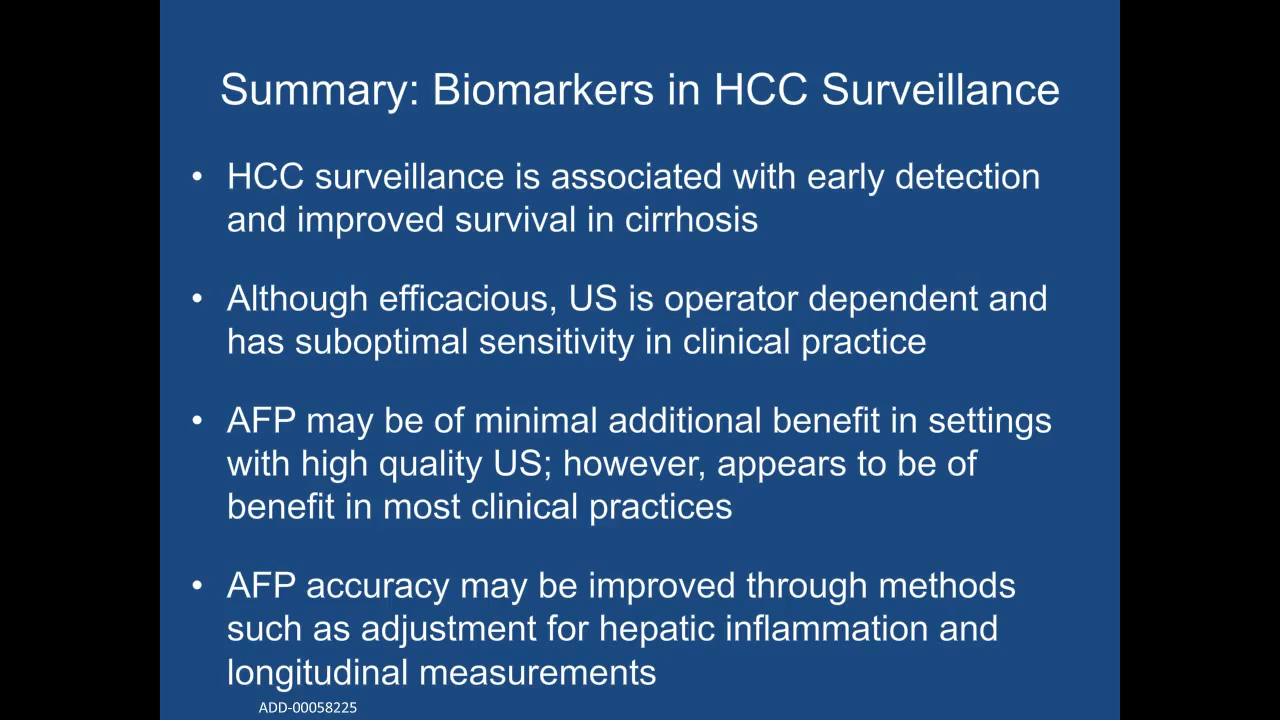 Summary: Biomarkers in HCC Surveillance
• HCC surveillance is associated with early detection
and improved survival in cirrhosis
• Although efficacious, US is operator dependent and
has suboptimal sensitivity in clinical practice
• AFP may be of minimal additional benefit in settings
with high quality US; however, appears to be of
benefit in most clinical practices
• AFP accuracy may be improved through methods
such as adjustment for hepatic inflammation and
longitudinal measurements
ADD-00058225